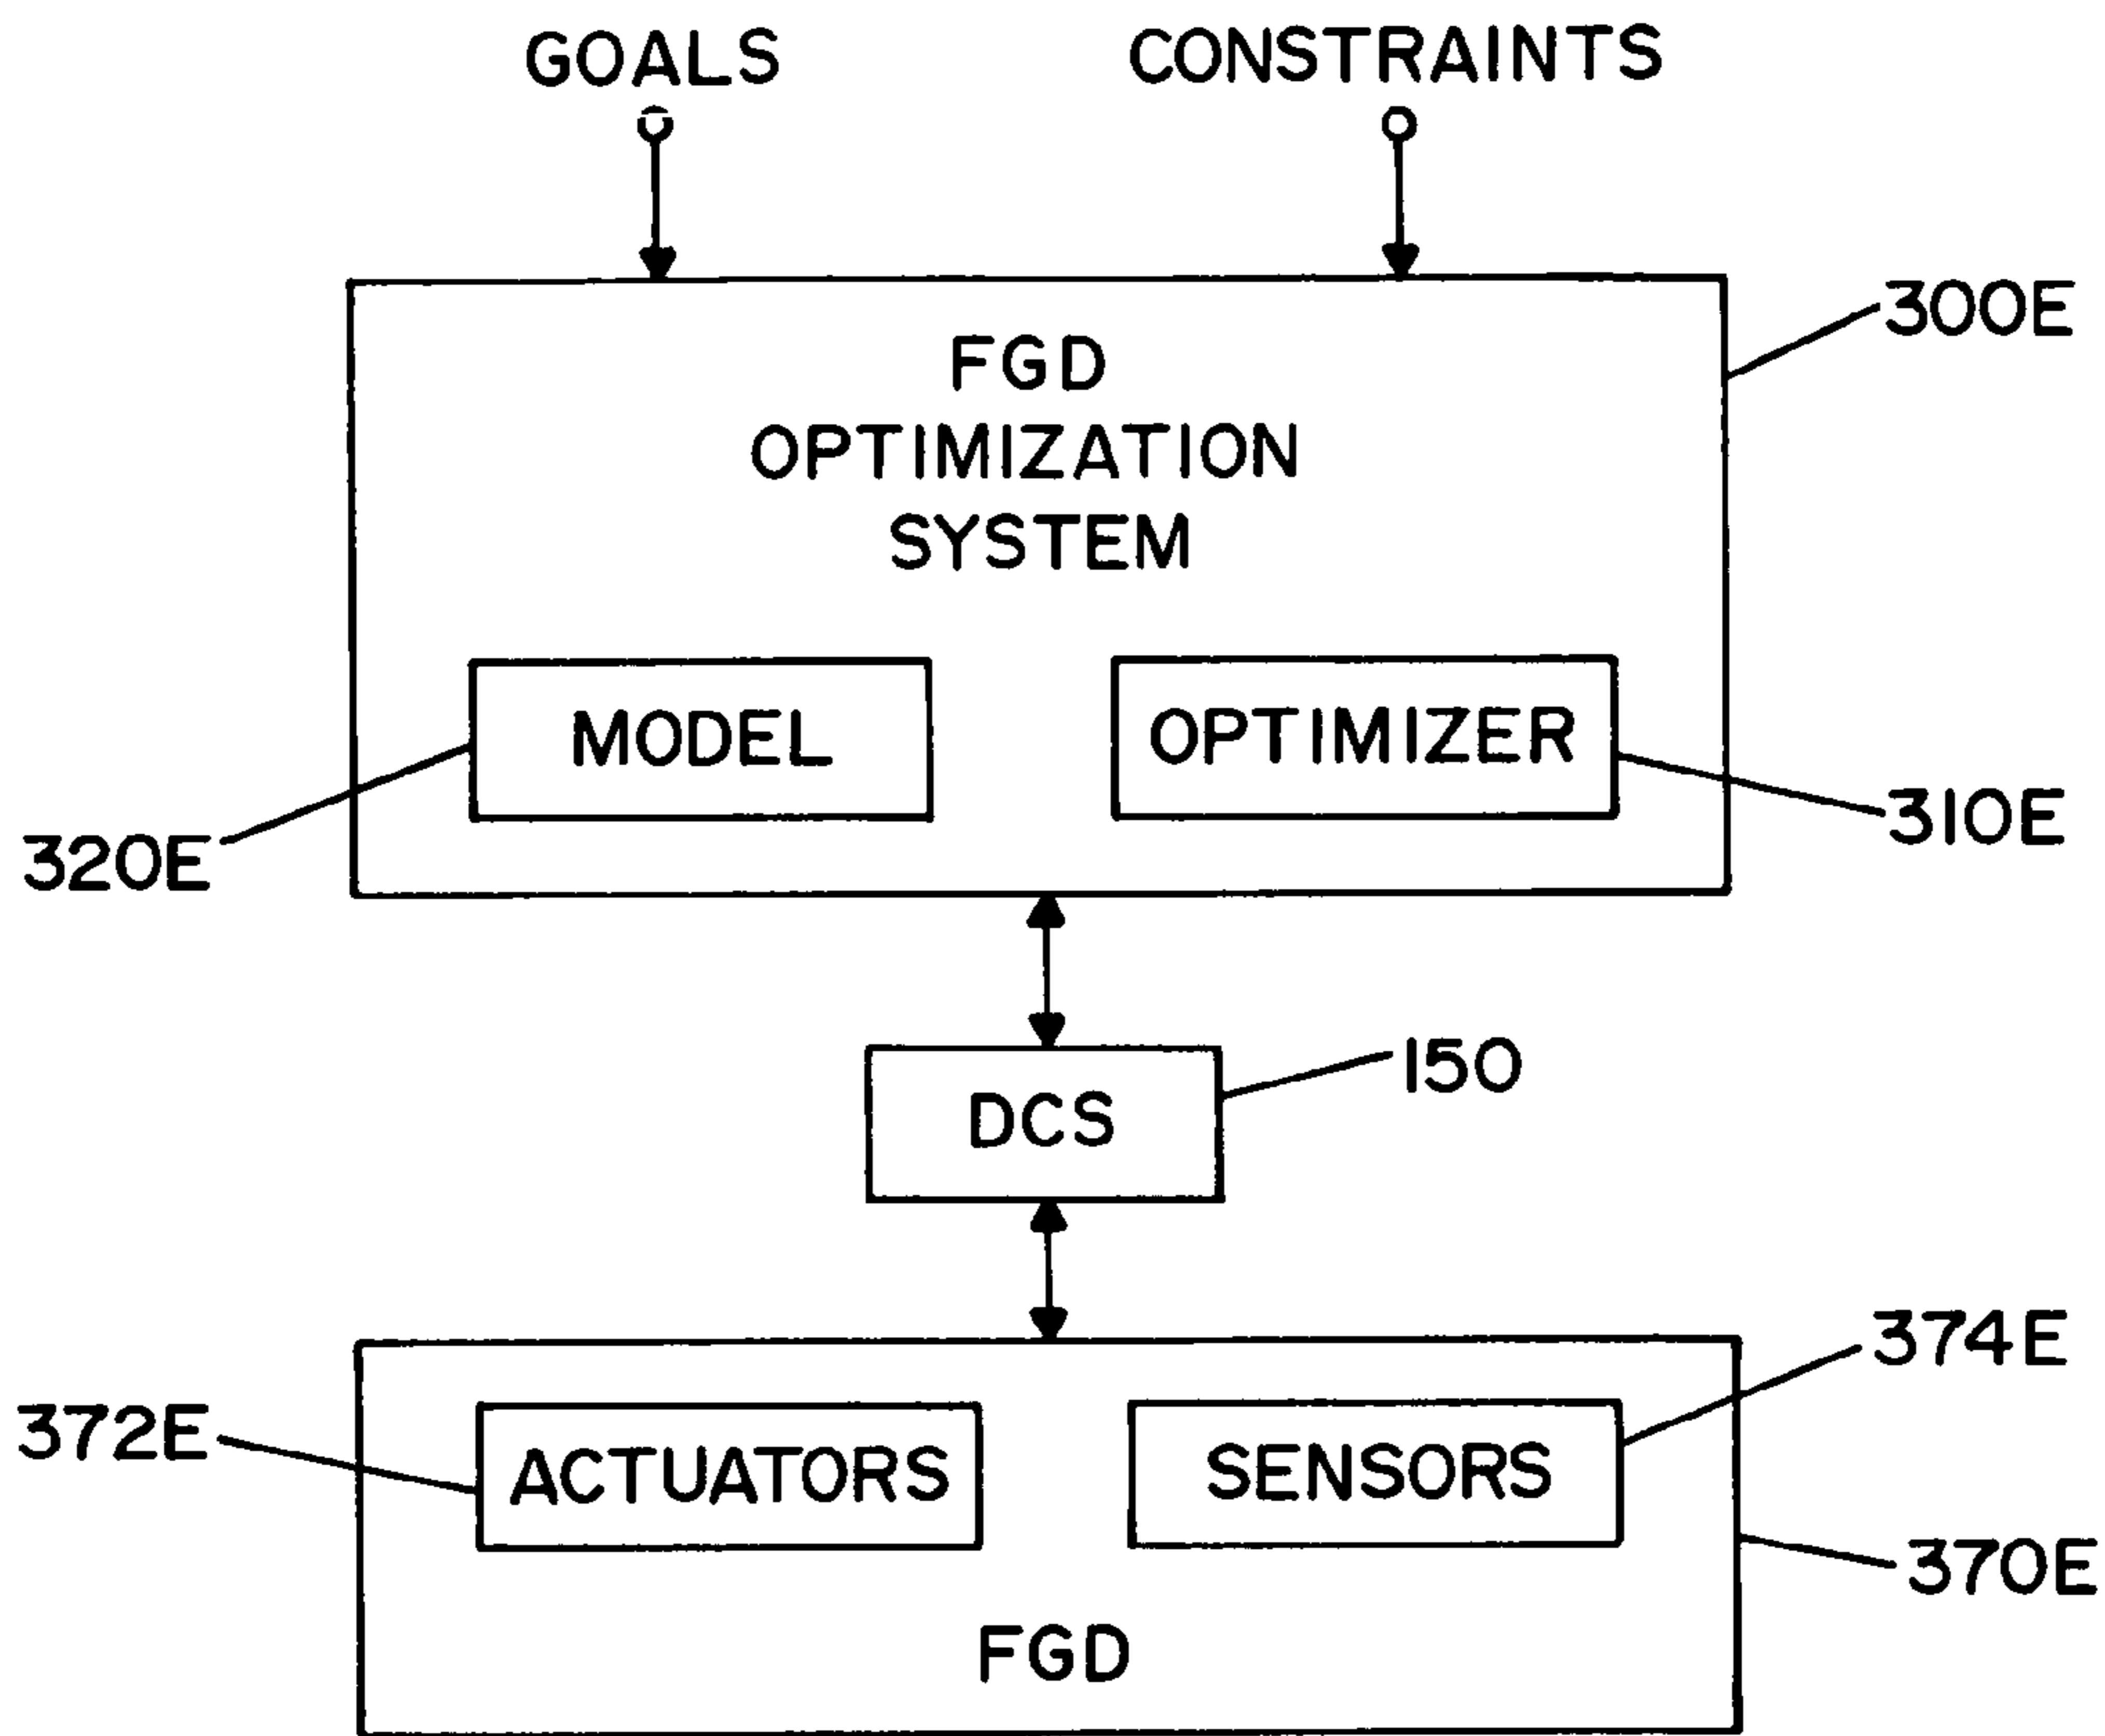 GOALS
CONSTRAINTS
300E
FGD
OPTIMIZATION
SYSTEM
MODEL
OPTIMIZER
320E
310E
150
DCS
374E
372E
ACTUATORS
SENSORS
370E
FGD